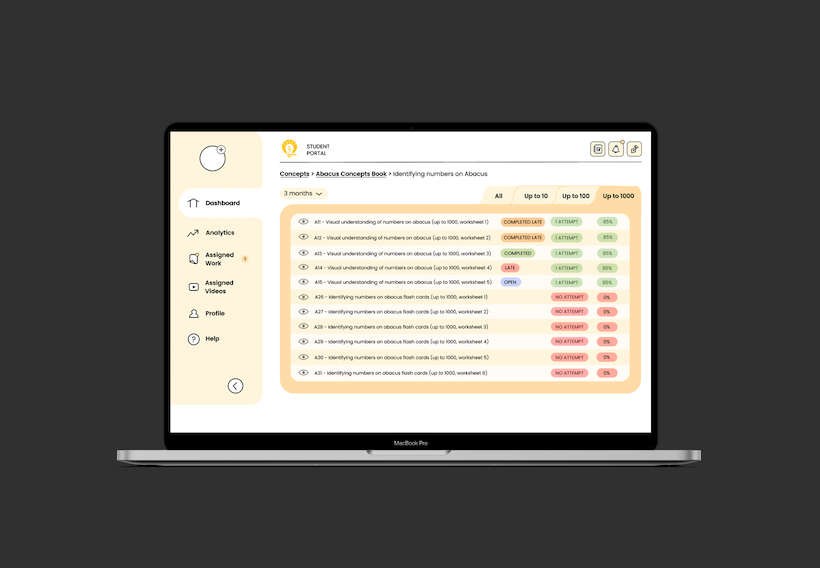 STUDENT
PORTAL
Concepts > Abacus Concepts Book > Identifying numbers on Abacus
3 months
All Up to 10 Up to 100 Up to 1000
Dashboard
Analytics
Assigned
Work
1
Assigned
Videos
Profile
Help
A11 - Visual understanding of numbers on abacus (up to 1000, worksheet 1) COMPLETED LATE 1 ATTEMPT 85%
A12 - Visual understanding of numbers on abacus (up to 1000, worksheet 2) COMPLETED LATE 1 ATTEMPT 85%
A13 - Visual understanding of numbers on abacus (up to 1000, worksheet 3) COMPLETED 1 ATTEMPT 85%
A14 - Visual understanding of numbers on abacus (up to 1000, worksheet 4) LATE 1 ATTEMPT 85%
A15 - Visual understanding of numbers on abacus (up to 1000, worksheet 5) OPEN 1 ATTEMPT 85%
A26 - Identifying numbers on abacus flash cards (up to 1000, worksheet 1) NO ATTEMPT 0%
A27 - Identifying numbers on abacus flash cards (up to 1000, worksheet 2) NO ATTEMPT 0%
A28 - Identifying numbers on abacus flash cards (up to 1000, worksheet 3) NO ATTEMPT 0%
A29 - Identifying numbers on abacus flash cards (up to 1000, worksheet 4) NO ATTEMPT 0%
A30 - Identifying numbers on abacus flash cards (up to 1000, worksheet 5) NO ATTEMPT 0%
A31 - Identifying numbers on abacus flash cards (up to 1000, worksheet 6) NO ATTEMPT 0%
MacBook Pro